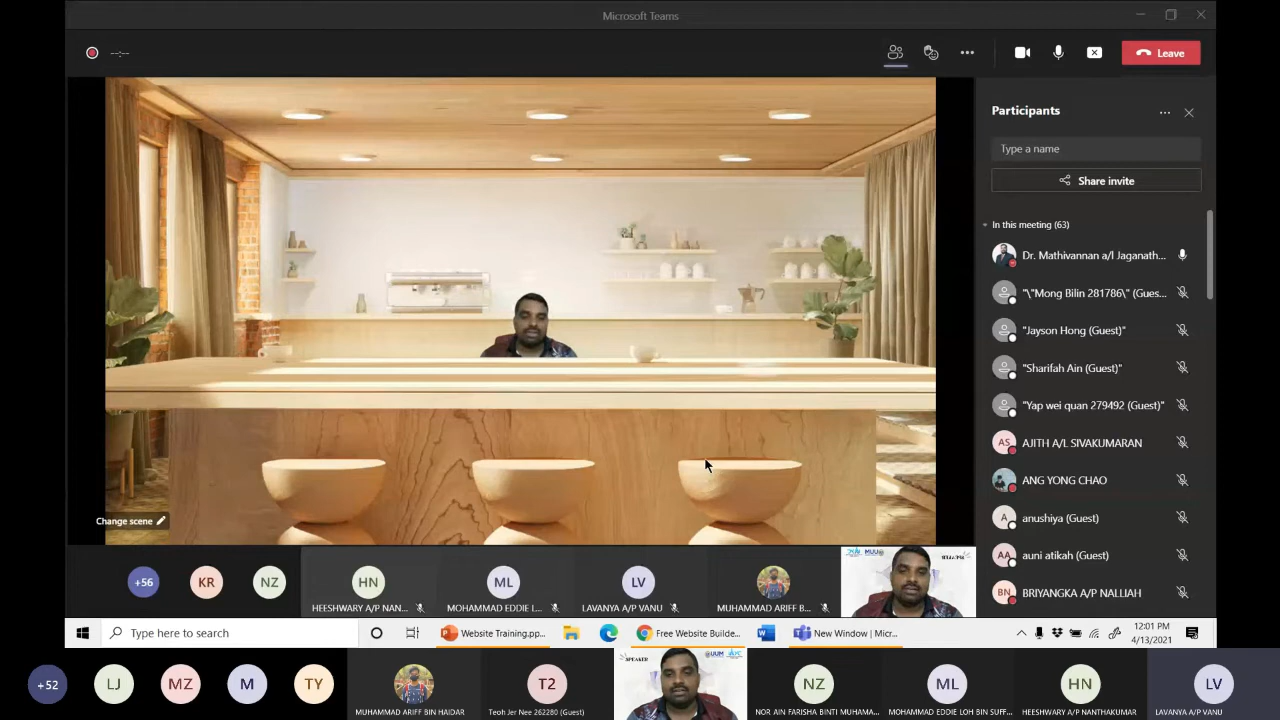 Microsoft Teams
--:--
Leave
Participants
Type a name
Share invite
In this meeting (63)
Dr. Mathivannan a/l Jaganath...
"\"Mong Bilin 281786\" (Gues...
"Jayson Hong (Guest)"
"Sharifah Ain (Guest)"
"Yap wei quan 279492 (Guest)"
AS AJITH A/L SIVAKUMARAN
ANG YONG CHAO
A anushiya (Guest)
AA auni atikah (Guest)
BN BRIYANGKA A/P NALLIAH
Change scene
+56 KR NZ HN ML LV
HEESHWARY A/P NAN... MOHAMMAD EDDIE L... LAVANYA A/P VANU MUHAMMAD ARIFF B...
Type here to search
Website Training.pp...
Free Website Builde...
New Window | Micr...
12:01 PM
4/13/2021
+52 LJ MZ M TY T2 NZ ML HN LV
SPEAKER
UUM
MUHAMMAD ARIFF BIN HAIDAR Teoh Jer Nee 262280 (Guest) NOR AIN FARISHA BINTI MUHAMA... MOHAMMAD EDDIE LOH BIN SUFF... HEESHWARY A/P NANTHAKUMAR LAVANYA A/P VANU